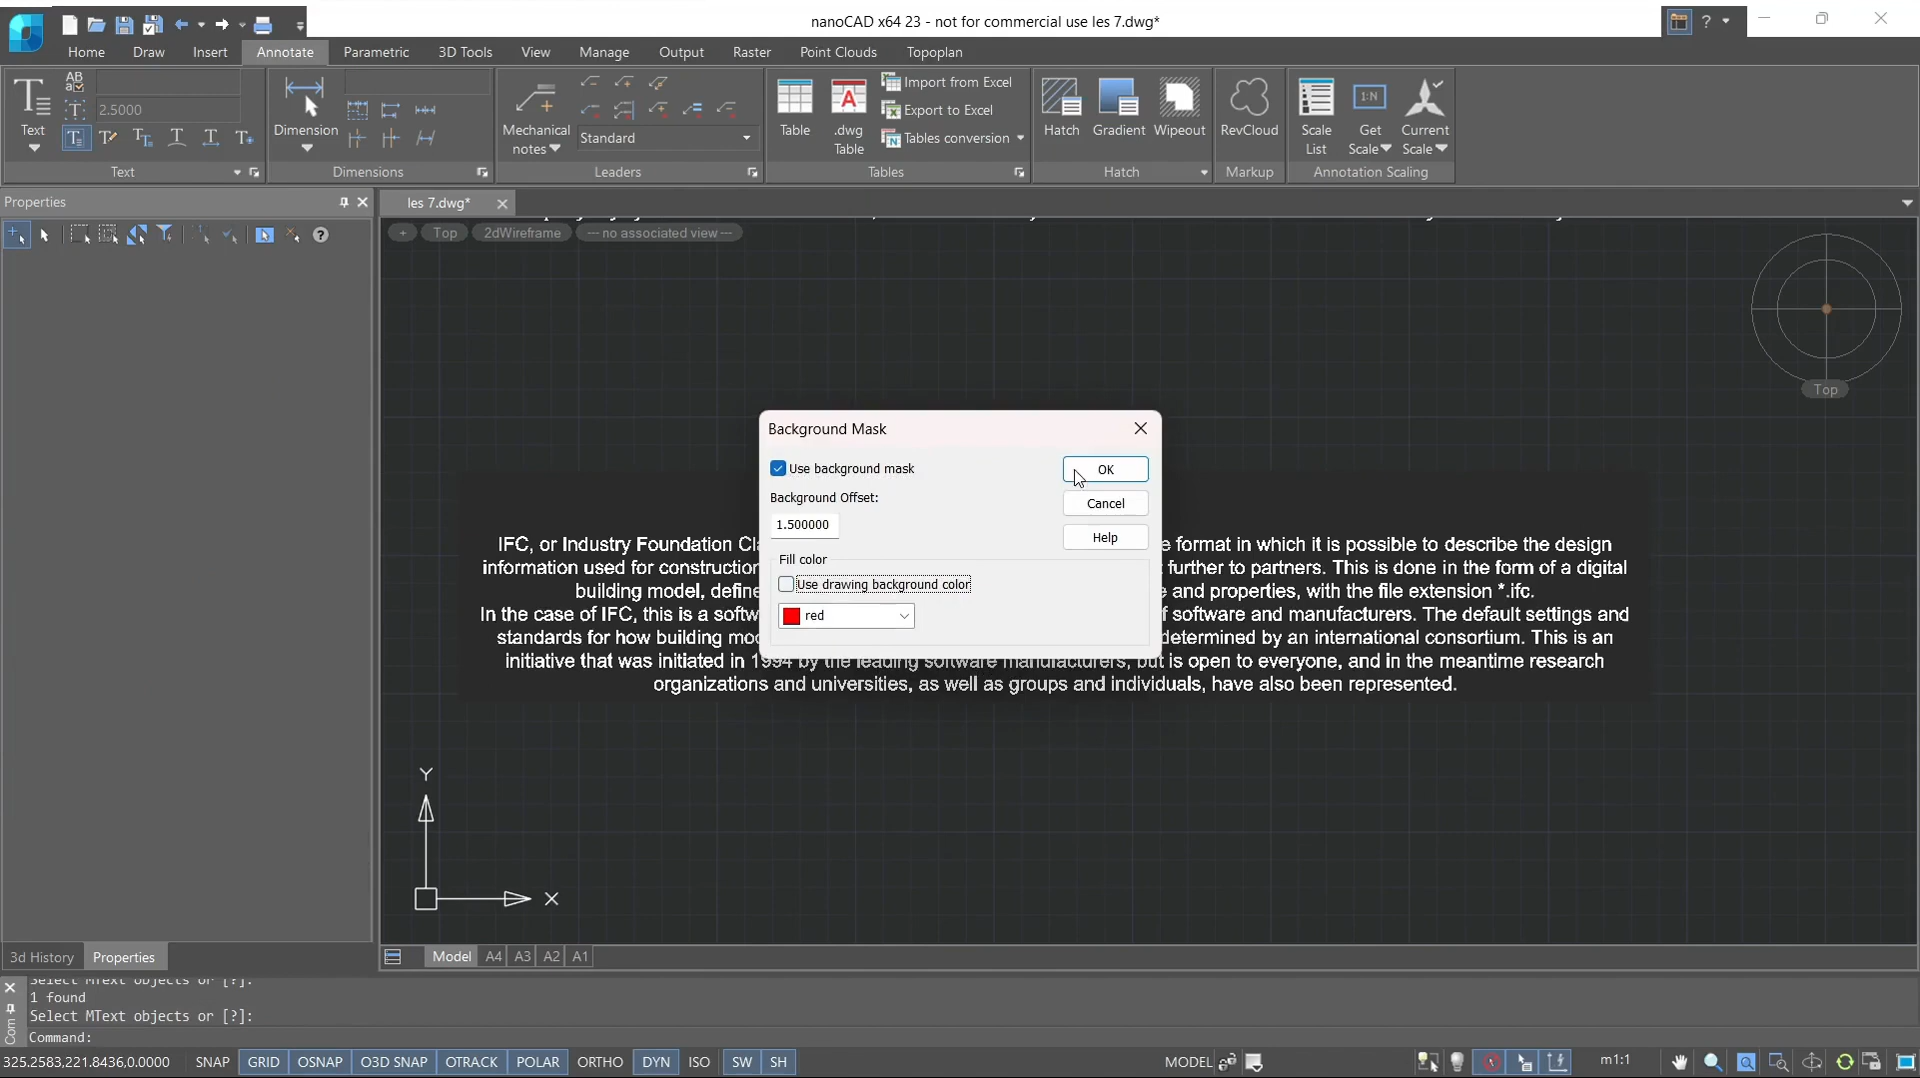 nanoCAD x64 23 - not for commercial use les 7.dwg*
Home Draw Insert Annotate Parametric 3D Tools View Manage Output Raster Point Clouds Topoplan
Text
2.5000
Text
Dimension
Dimensions
Mechanical notes
Standard
Leaders
Table
.dwg Table
Import from Excel
Export to Excel
Tables conversion
Tables
Hatch
Gradient
Wipeout
Hatch
RevCloud
Markup
Scale List
Get Scale
1:N
Current Scale
Annotation Scaling
Properties
les 7.dwg*
+ Top 2dWireframe --- no associated view ---
Top
Background Mask
Use background mask
OK
Background Offset:
Cancel
1.500000
Help
Fill color
Use drawing background color
red
IFC, or Industry Foundation e format in which it is possible to describe the design
information used for construction further to partners. This is done in the form of a digital
building model, and properties, with the file extension *.ifc.
In the case of IFC, this is a software and manufacturers. The default settings and
standards for how building determined by an international consortium. This is an
initiative that was initiated in 1994 by the leading software manufacturers, but is open to everyone, and in the meantime research
organizations and universities, as well as groups and individuals, have also been represented.
Y
X
3d History Properties
Model A4 A3 A2 A1
Select MText objects or [?]:
1 found
Select MText objects or [?]:
Command:
325.2583,221.8436,0.0000 SNAP GRID OSNAP O3D SNAP OTRACK POLAR ORTHO DYN ISO SW SH MODEL m1:1